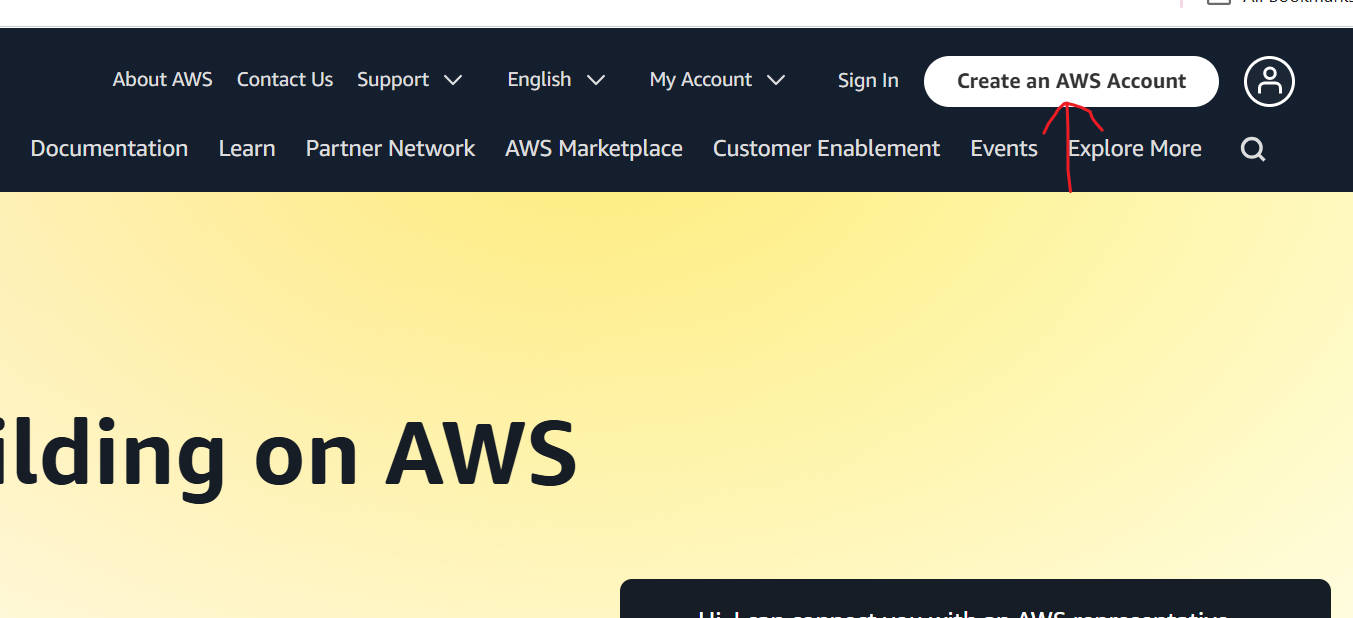 All Bookmarks
About AWS Contact Us Support English My Account Sign In Create an AWS Account
Documentation Learn Partner Network AWS Marketplace Customer Enablement Events Explore More
ilding on AWS
Hi, I can connect you with an AWS representative